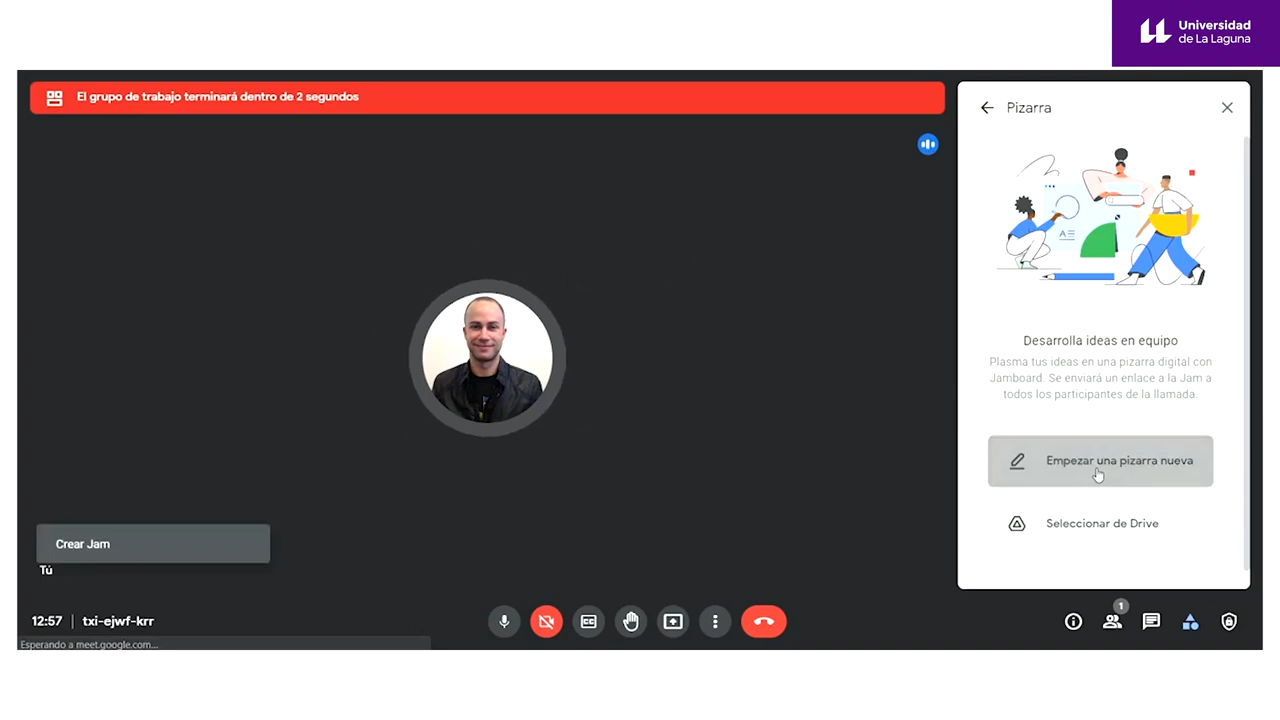 Universidad
de La Laguna
El grupo de trabajo terminará dentro de 2 segundos
Pizarra
A
Desarrolla ideas en equipo
Plasma tus ideas en una pizarra digital con
Jamboard. Se enviará un enlace a la Jam a
todos los participantes de la llamada.
Empezar una pizarra nueva
Seleccionar de Drive
Crear Jam
Tú
12:57 | txi-ejwf-krr
CC
1
Esperando a meet.google.com...